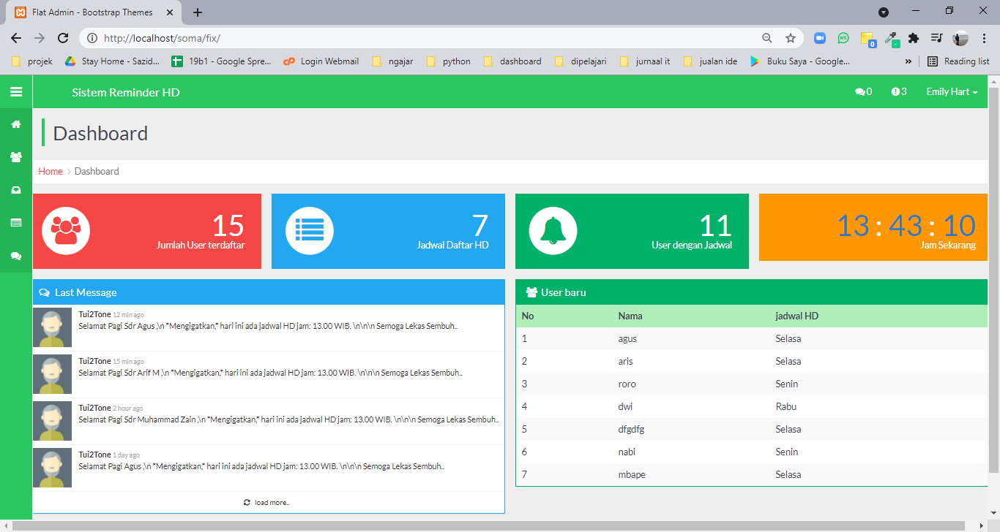 Flat Admin - Bootstrap Themes
http://localhost/soma/fix/
projek
Stay Home - Sazid...
19b1 - Google Spre...
Login Webmail
ngajar
python
dashboard
dipelajari
jurnaal it
jualan ide
Buku Saya - Google...
»
Reading list
Sistem Reminder HD
0
3
Emily Hart
Dashboard
Home > Dashboard
15
Jumlah User terdaftar
7
Jadwal Daftar HD
11
User dengan Jadwal
13 : 43 : 10
Jam Sekarang
Last Message
Tui2Tone 12 min ago
Selamat Pagi Sdr Agus ,\n *Mengigatkan,* hari ini ada jadwal HD jam: 13.00 WIB. \n\n\n Semoga Lekas Sembuh..
Tui2Tone 15 min ago
Selamat Pagi Sdr Arif M ,\n *Mengigatkan,* hari ini ada jadwal HD jam: 13.00 WIB. \n\n\n Semoga Lekas Sembuh..
Tui2Tone 2 hour ago
Selamat Pagi Sdr Muhammad Zain ,\n *Mengigatkan,* hari ini ada jadwal HD jam: 13.00 WIB. \n\n\n Semoga Lekas Sembuh..
Tui2Tone 1 day ago
Selamat Pagi Agus ,\n *Mengigatkan,* hari ini ada jadwal HD jam: 13.00 WIB. \n\n\n Semoga Lekas Sembuh..
load more..
User baru
No Nama jadwal HD
1 agus Selasa
2 aris Selasa
3 roro Senin
4 dwi Rabu
5 dfgdfg Selasa
6 nabi Senin
7 mbape Selasa